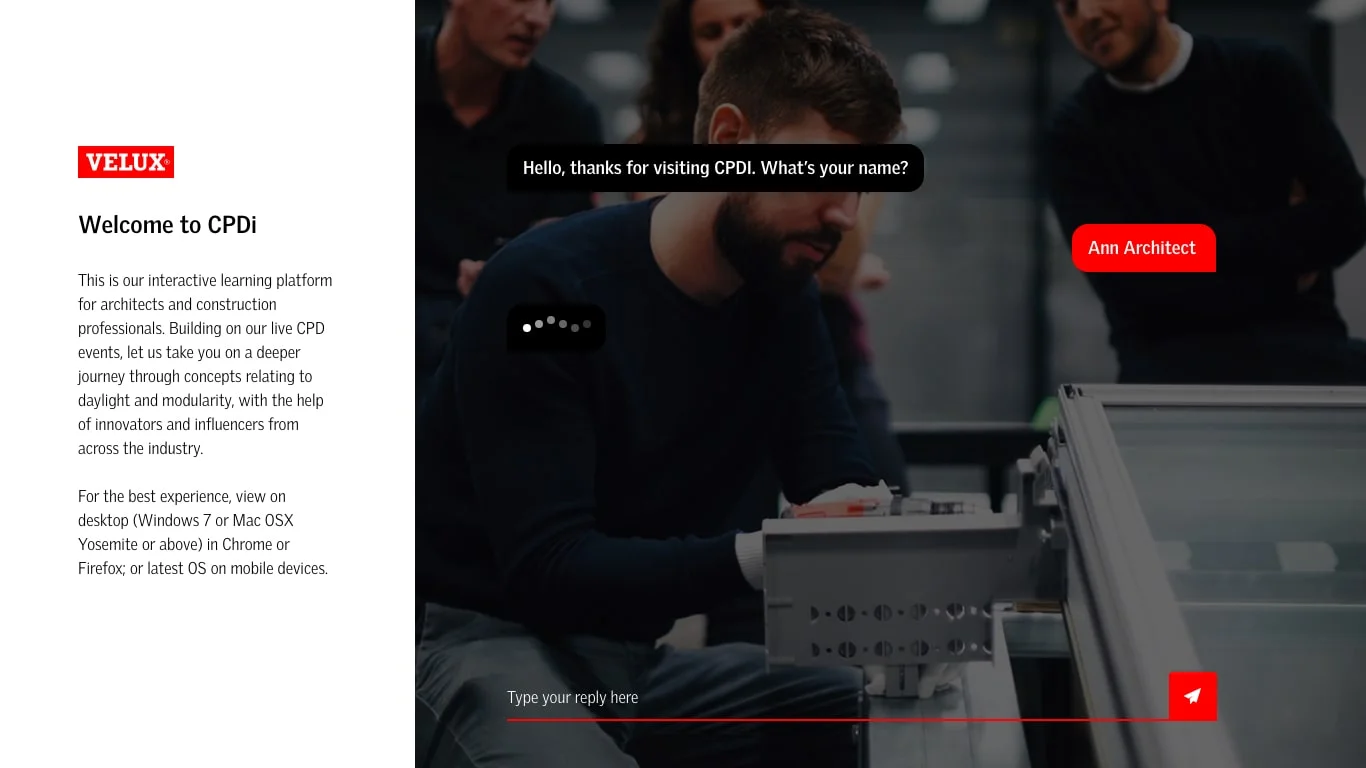 VELUX®
Welcome to CPDi
This is our interactive learning platform
for architects and construction
professionals. Building on our live CPD
events, let us take you on a deeper
journey through concepts relating to
daylight and modularity, with the help
of innovators and influencers from
across the industry.
For the best experience, view on
desktop (Windows 7 or Mac OSX
Yosemite or above) in Chrome or
Firefox; or latest OS on mobile devices.
Hello, thanks for visiting CPDI. What's your name?
Ann Architect
Type your reply here